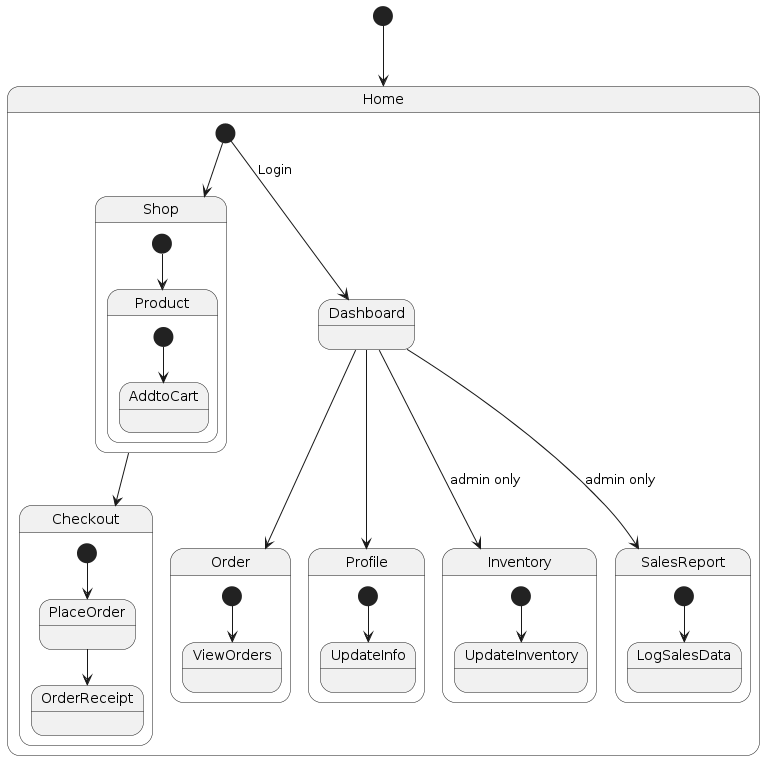 Home
Login
Shop
Product
Dashboard
AddtoCart
admin only
admin only
Checkout
Order
Profile
Inventory
SalesReport
PlaceOrder
ViewOrders
UpdateInfo
UpdateInventory
LogSalesData
OrderReceipt